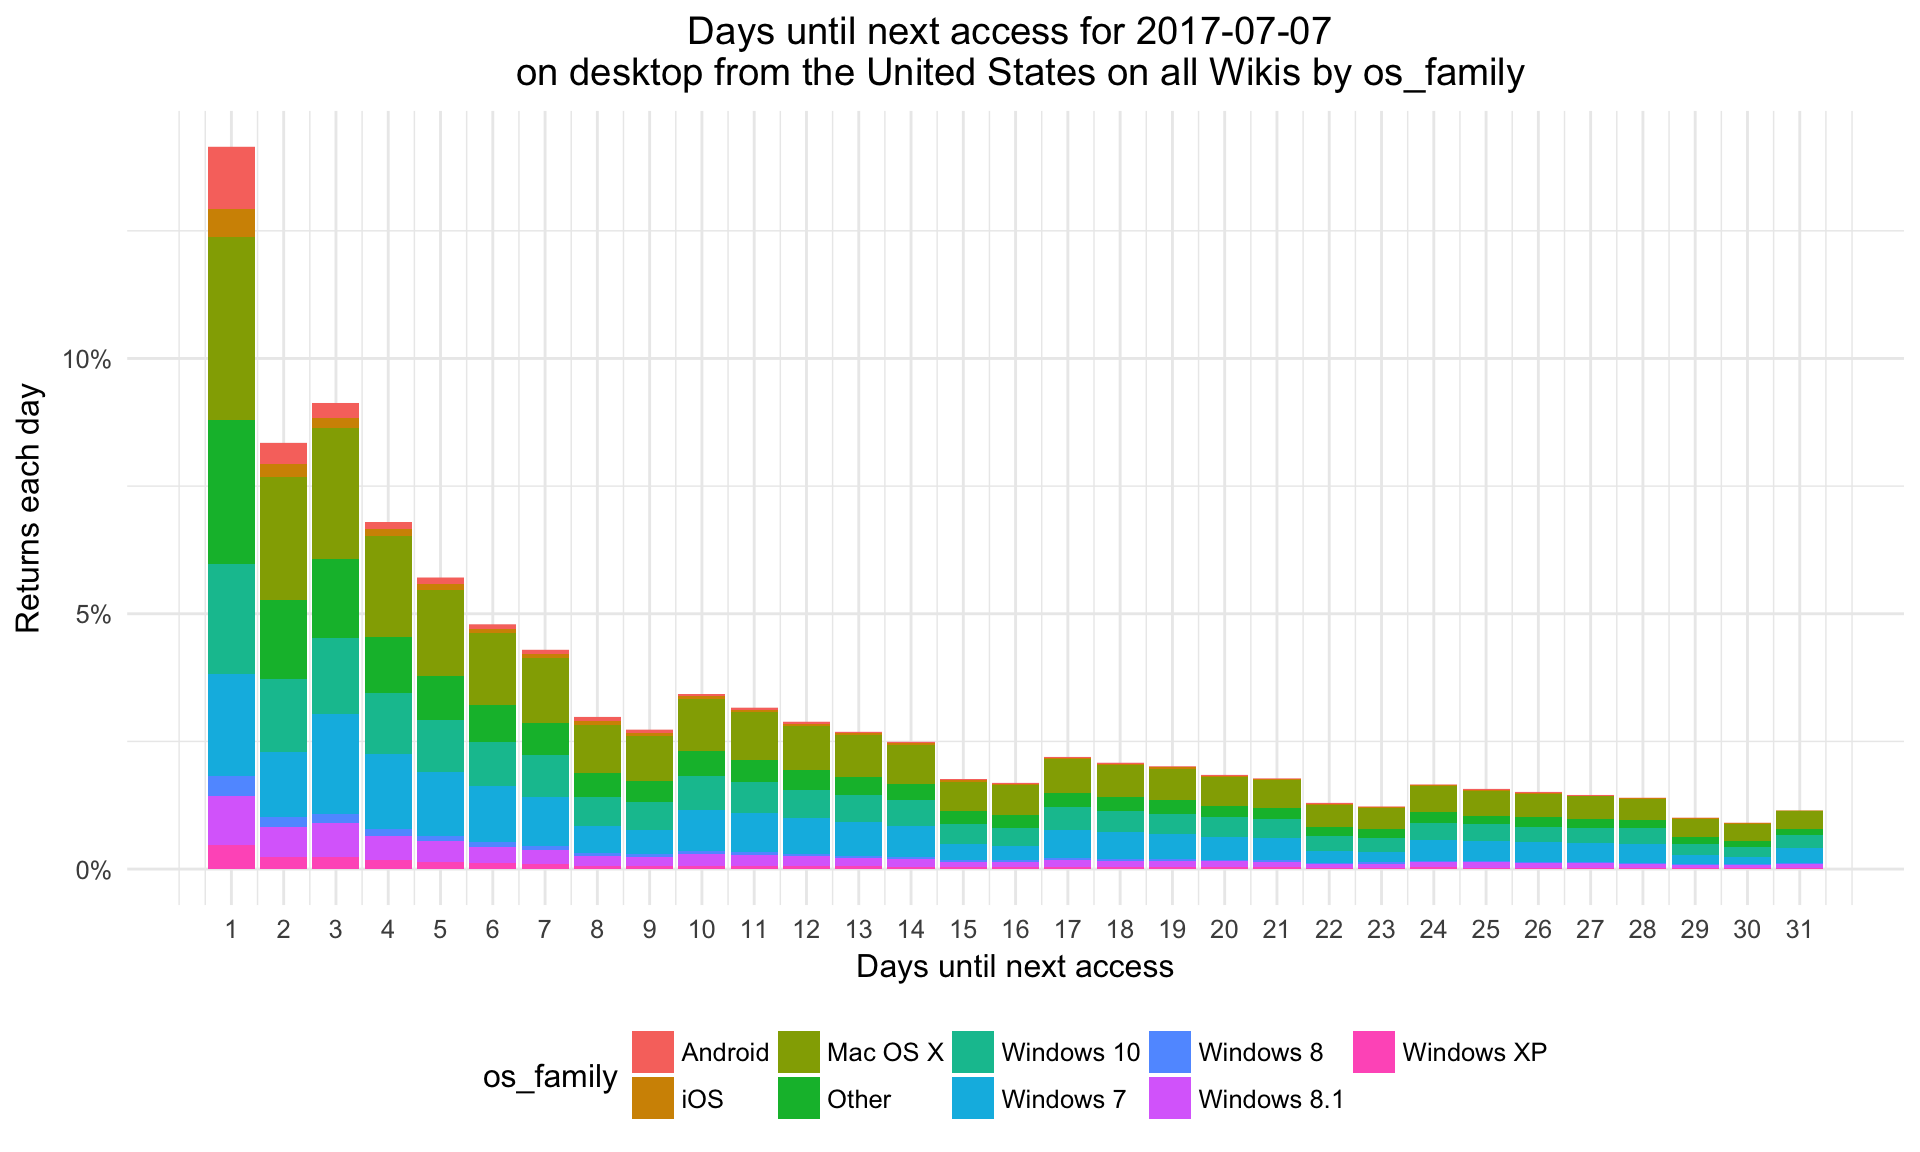 Days until next access for 2017-07-07
on desktop from the United States on all Wikis by os_family
Returns each day
10%
5%
0%
1 2 3 4 5 6 7 8 9 10 11 12 13 14 15 16 17 18 19 20 21 22 23 24 25 26 27 28 29 30 31
Days until next access
os_family
Android Mac OS X Windows 10 Windows 8 Windows XP
iOS Other Windows 7 Windows 8.1